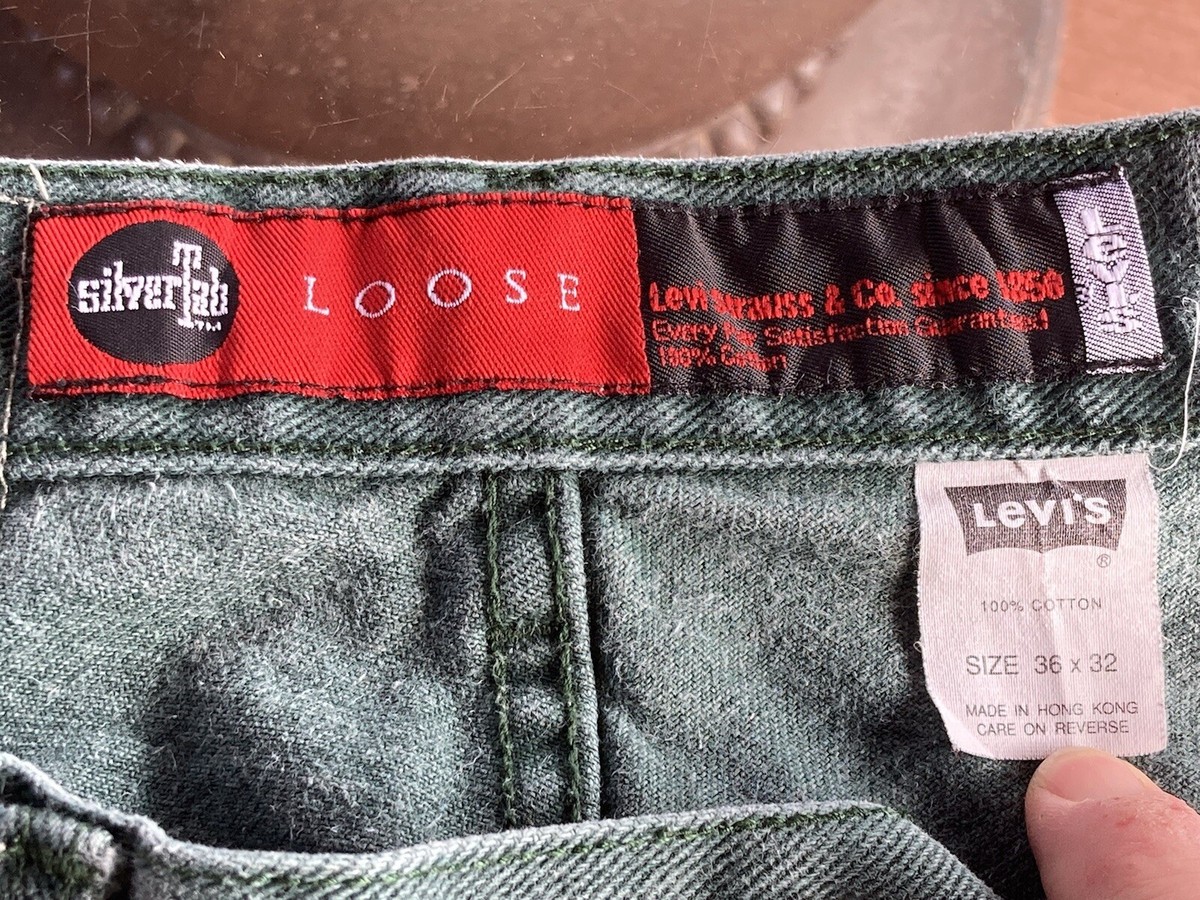 silvertab™
LOOSE
Levi Strauss & Co. since 1850
Every Pair Satisfaction Guaranteed
100% Cotton
LEVI'S
Levi's ®
100% COTTON
SIZE 36 x 32
MADE IN HONG KONG
CARE ON REVERSE